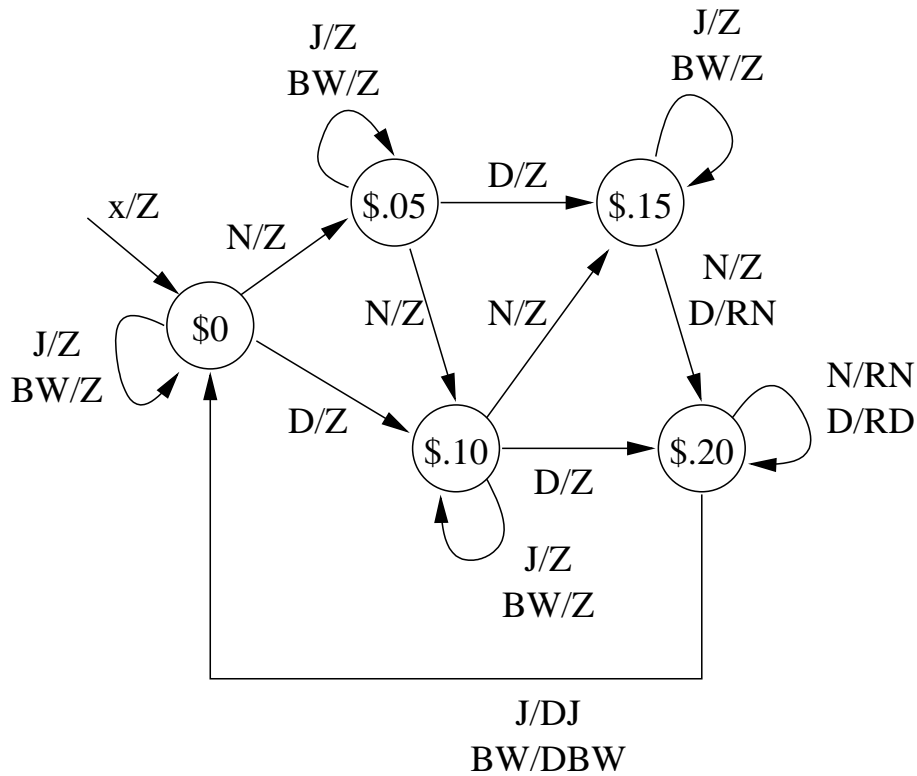 J/Z
BW/Z
J/Z
BW/Z
x/Z
N/Z
$.05
D/Z
$.15
J/Z
BW/Z
$0
N/Z
N/Z
N/Z
D/RN
D/Z
$.10
D/Z
$.20
N/RN
D/RD
J/Z
BW/Z
J/DJ
BW/DBW